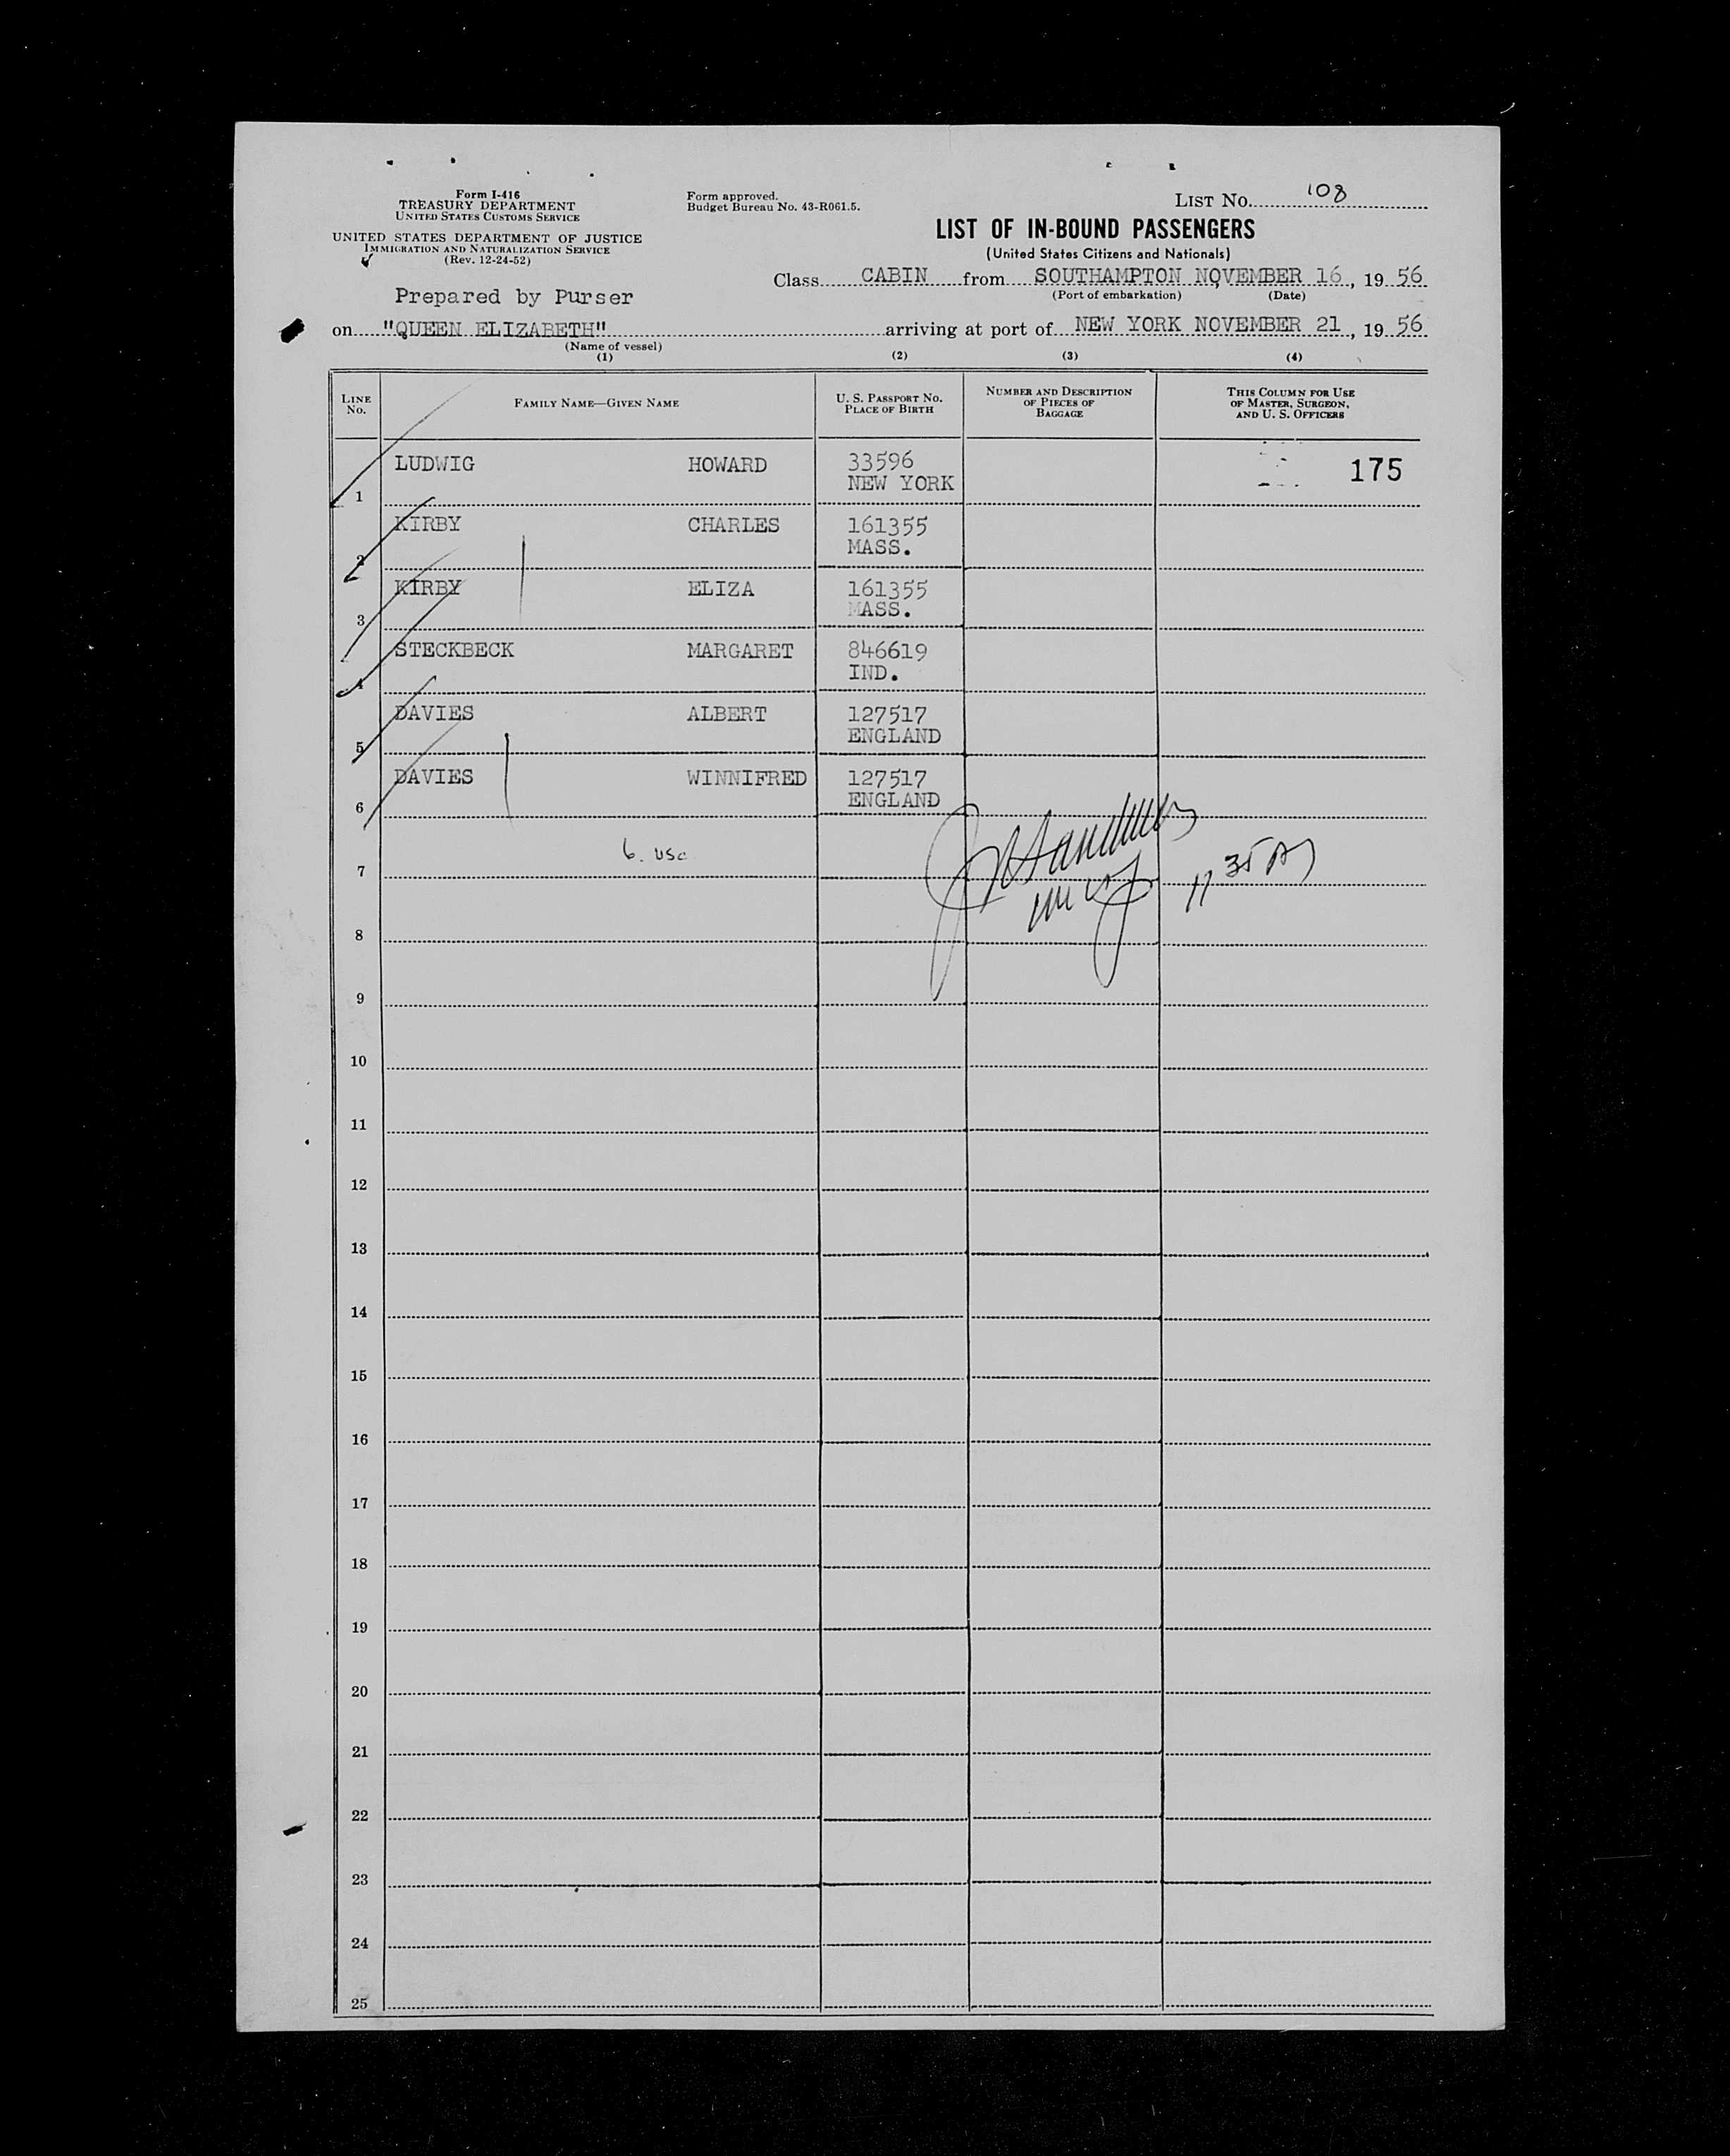 Form I-416
TREASURY DEPARTMENT
UNITED STATES CUSTOMS SERVICE
UNITED STATES DEPARTMENT OF JUSTICE
IMMIGRATION AND NATURALIZATION SERVICE
(Rev. 12-24-52)
Form approved.
Budget Bureau No. 43-R061.5.
LIST NO. 108
LIST OF IN-BOUND PASSENGERS
(United States Citizens and Nationals)
Class CABIN from SOUTHAMPTON NOVEMBER 16, 19 56
(Port of embarkation) (Date)
Prepared by Purser
on "QUEEN ELIZABETH" arriving at port of NEW YORK NOVEMBER 21, 19 56
(Name of vessel)
(1) (2) (3) (4)
LINE NO. FAMILY NAME—GIVEN NAME U. S. PASSPORT NO. PLACE OF BIRTH NUMBER AND DESCRIPTION OF PIECES OF BAGGAGE THIS COLUMN FOR USE OF MASTER, SURGEON, AND U. S. OFFICERS
1 LUDWIG HOWARD 33596 175
NEW YORK
2 KIRBY CHARLES 161355
MASS.
3 KIRBY ELIZA 161355
MASS.
4 STECKBECK MARGARET 846619
IND.
5 DAVIES ALBERT 127517
ENGLAND
6 DAVIES WINNIFRED 127517
ENGLAND
6. USC
11 35 A
7
8
9
10
11
12
13
14
15
16
17
18
19
20
21
22
23
24
25